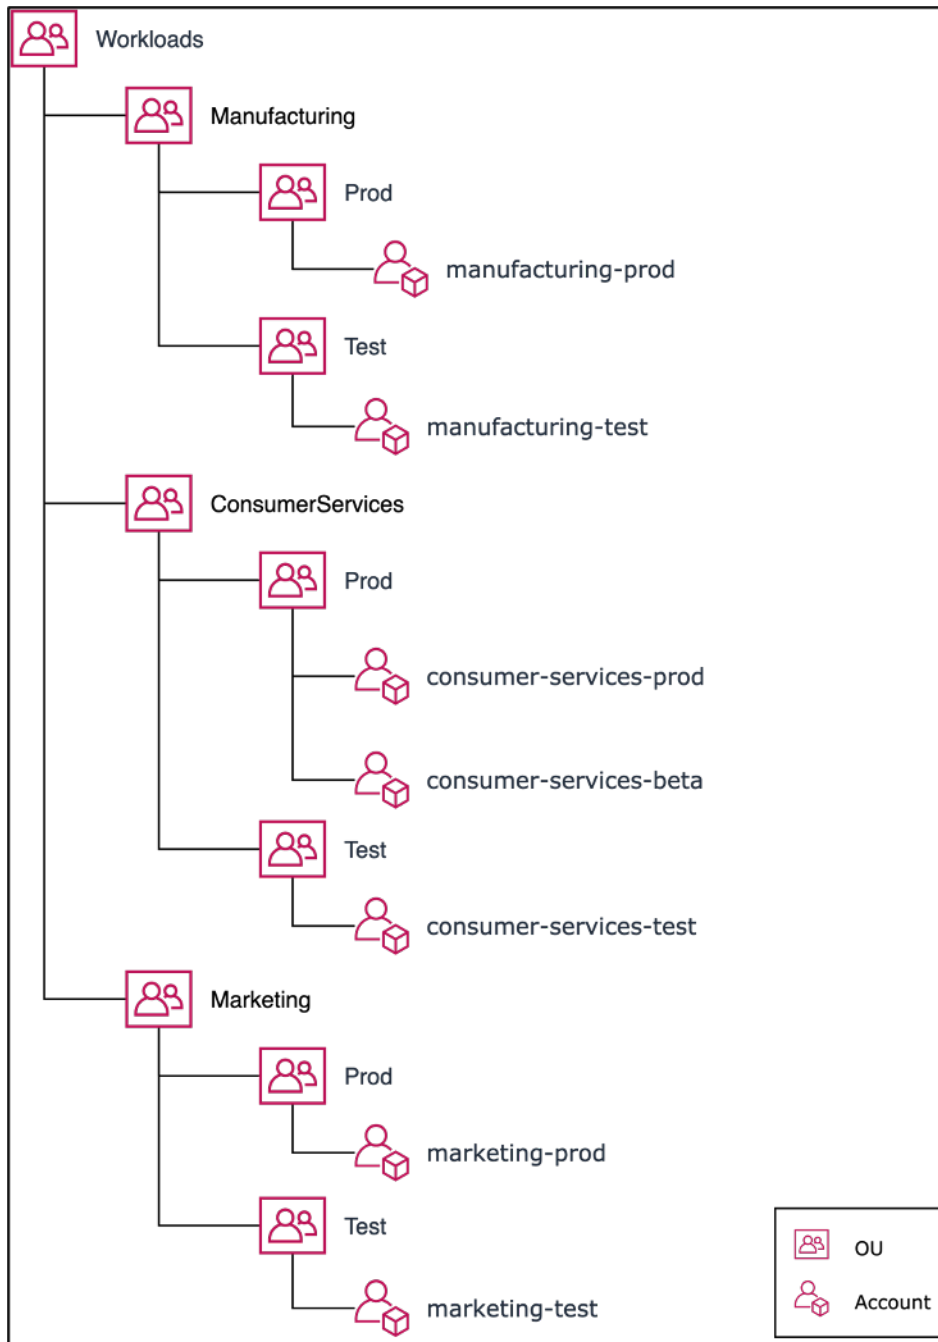 Workloads
Manufacturing
Prod
manufacturing-prod
Test
manufacturing-test
ConsumerServices
Prod
consumer-services-prod
consumer-services-beta
Test
consumer-services-test
Marketing
Prod
marketing-prod
Test
marketing-test
OU
Account